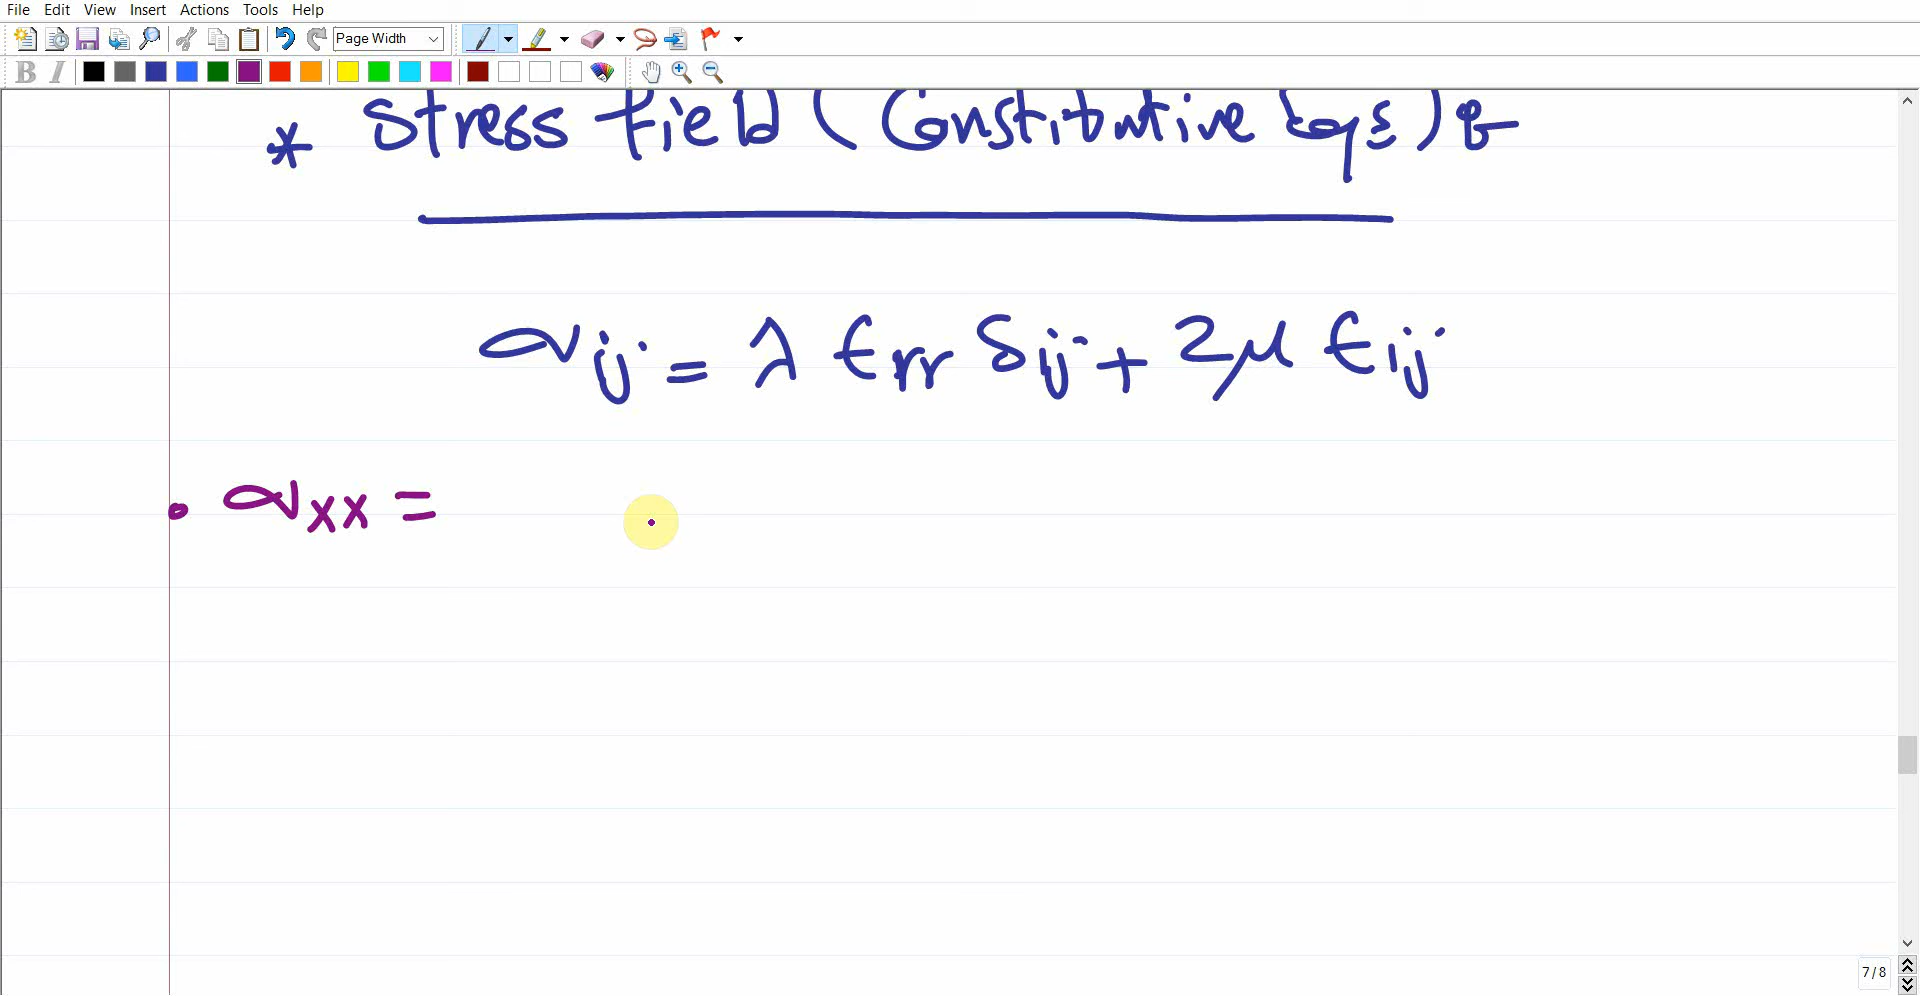 File Edit View Insert Actions Tools Help
Page Width
B I
* Stress field (Constitutive Eqs) :-
σij = λ ϵrr δij + 2μ ϵij
• σxx =
7/8